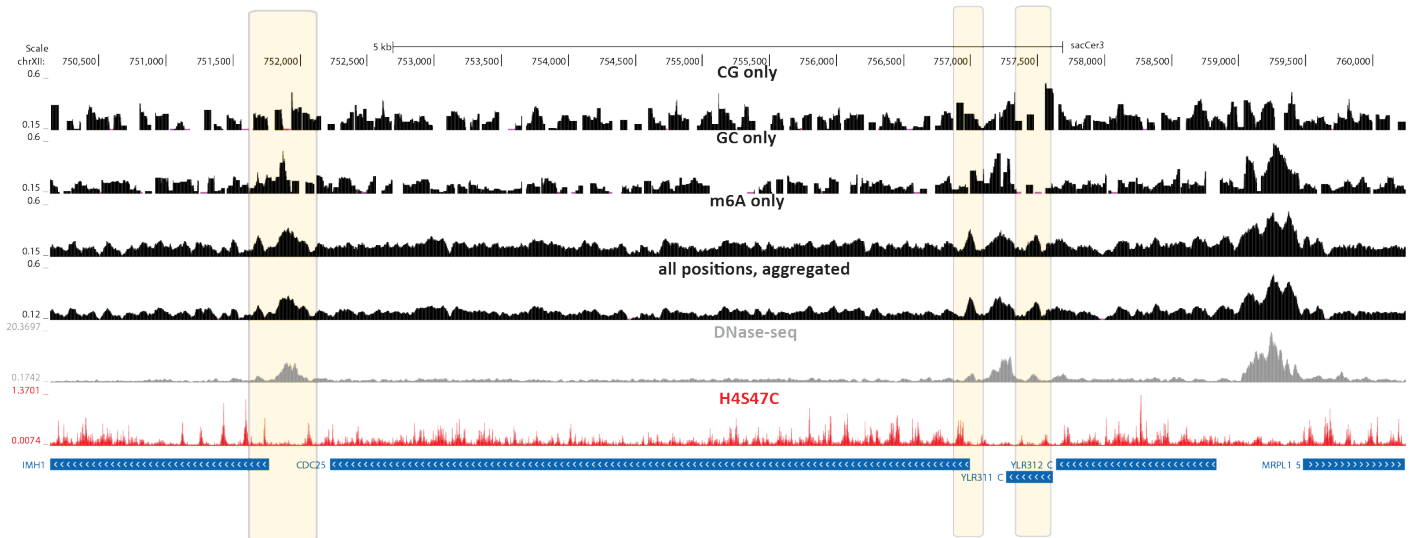 5 kb sacCer3
Scale
chrXII: 750,500 751,000 751,500 752,000 752,500 753,000 753,500 754,000 754,500 755,000 755,500 756,000 756,500 757,000 757,500 758,000 758,500 759,000 759,500 760,000
CG only
0.6
0.15
GC only
0.6
0.15
m6A only
0.6
0.15
all positions, aggregated
0.6
0.12
DNase-seq
20.3697
0.1742
H4S47C
1.3701
0.0074
IMH1 CDC25 YLR312 C MRPL1 5
YLR311 C